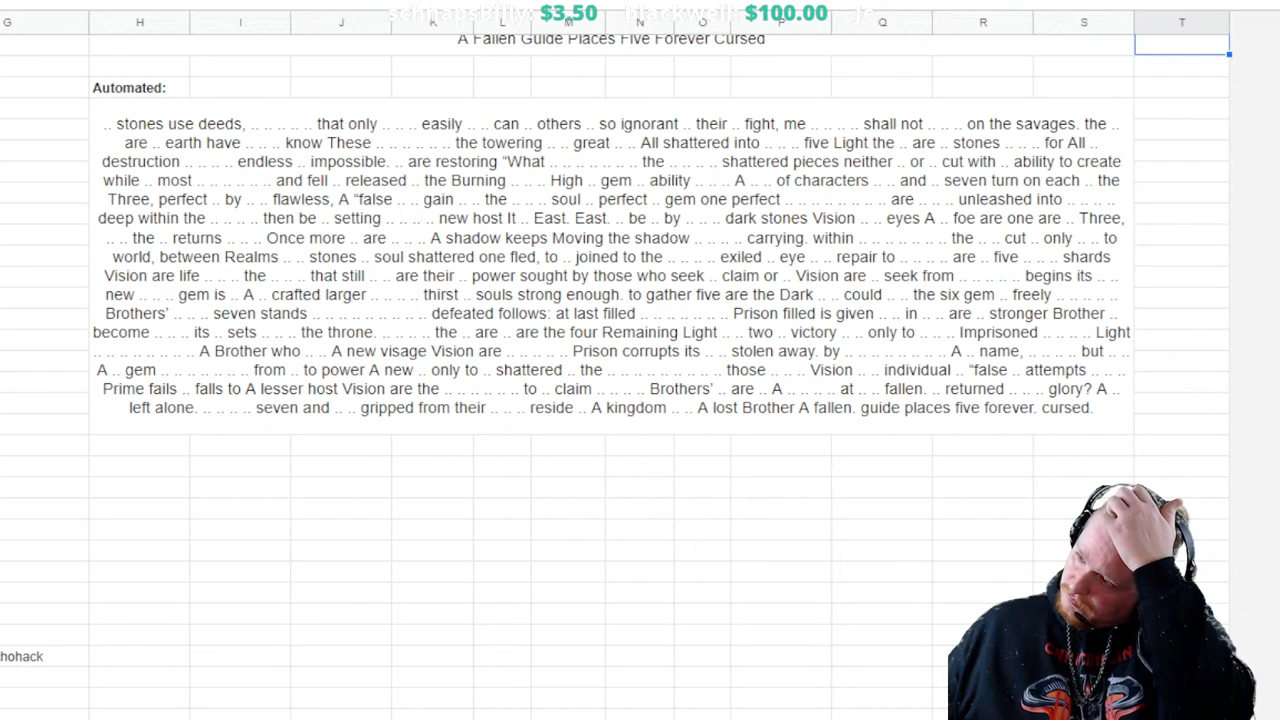 schnapsBilly: $3.50 blackwell: $100.00 Je
G H I J K L M N O P Q R S T
A Fallen Guide Places Five Forever Cursed
Automated:
.. stones use deeds, .. .. .. .. .. that only .. .. .. easily .. .. can .. others .. so ignorant .. their .. fight, me .. .. .. .. shall not .. .. .. on the savages. the ..
are .. earth have .. .. know These .. .. .. .. .. the towering .. .. great .. .. All shattered into .. .. five Light the .. are .. stones .. .. .. for All ..
destruction .. .. .. .. endless .. impossible. .. are restoring “What .. .. .. .. .. the .. .. .. shattered pieces neither .. or .. cut with .. ability to create
while .. most .. .. .. .. .. and fell .. released .. the Burning .. .. .. High .. gem .. ability .. .. .. A .. .. of characters .. .. and .. seven turn on each .. the
Three, perfect .. by .. .. flawless, A “false .. gain .. .. the .. .. soul .. perfect .. gem one perfect .. .. .. .. .. .. .. are .. .. unleashed into .. .. .. ..
deep within the .. .. .. then be .. setting .. .. .. .. new host It .. East. East. .. be .. by .. .. dark stones Vision .. .. eyes A .. foe are one are .. Three,
.. .. the .. returns .. .. .. Once more .. are .. .. .. A shadow keeps Moving the shadow .. .. .. .. carrying. within .. .. .. .. .. .. .. the .. .. cut .. only .. .. to
world, between Realms .. .. stones .. soul shattered one fled, to .. joined to the .. .. .. .. exiled .. eye .. repair to .. .. .. .. are .. five .. .. shards
Vision are life .. .. .. the .. .. .. that still .. .. are their .. power sought by those who seek .. claim or .. Vision are .. seek from .. .. .. .. .. begins its ..
new .. .. .. gem is .. A .. crafted larger .. .. .. .. thirst .. souls strong enough. to gather five are the Dark .. .. could .. .. the six gem .. freely .. .. .. .. ..
Brothers’ .. .. .. seven stands .. .. .. .. .. .. .. .. defeated follows: at last filled .. .. .. .. .. .. Prison filled is given .. .. in .. .. are .. stronger Brother ..
become .. .. its .. sets .. .. the throne. .. .. .. .. the .. are .. are the four Remaining Light .. .. two .. victory .. .. only to .. .. Imprisoned .. .. Light
.. .. .. .. .. .. .. .. .. A Brother who .. .. A new visage Vision are .. .. .. .. .. Prison corrupts its .. .. stolen away. by .. .. .. .. .. .. .. A .. name, .. .. .. .. but .. ..
A .. gem .. .. .. .. .. .. .. from .. to power A new .. only to .. shattered .. the .. .. .. .. .. .. .. those .. .. Vision .. .. individual .. “false .. attempts .. .. ..
Prime fails .. falls to A lesser host Vision are the .. .. .. .. .. .. to .. claim .. .. .. .. Brothers’ .. are .. A .. .. .. at .. fallen. .. returned .. .. .. glory? A ..
left alone. .. .. .. .. seven and .. .. gripped from their .. .. .. reside .. A kingdom .. .. A lost Brother A fallen. guide places five forever. cursed.
hohack